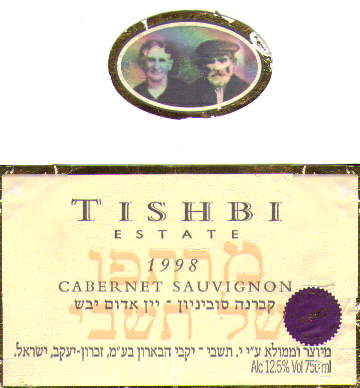 TISHBI
ESTATE
מרתפו
של תשבי
1998
CABERNET SAUVIGNON
קברנה סוביניון - יין אדום יבש
מיוצר וממולא ע"י י. תשבי - יקבי הבארון בע"מ, זכרון-יעקב, ישראל.
Alc 12.5% Vol 750 ml